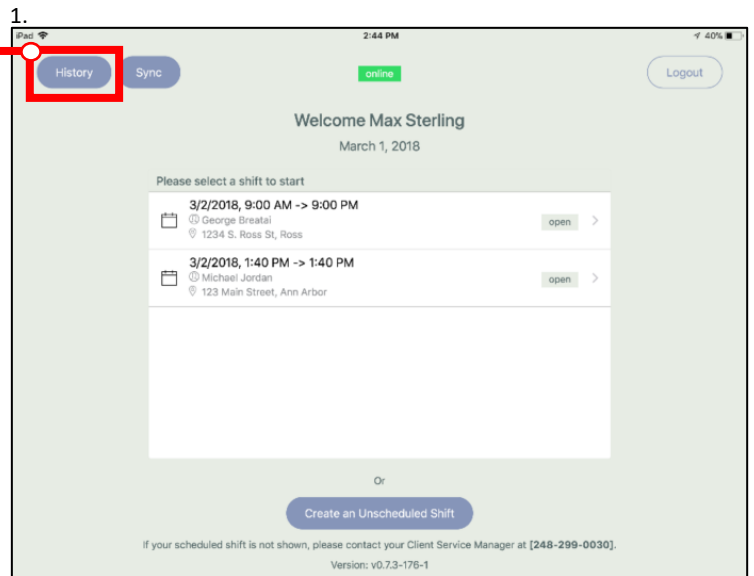 1.
iPad 2:44 PM 40%
History Sync online Logout
Welcome Max Sterling
March 1, 2018
Please select a shift to start
3/2/2018, 9:00 AM -> 9:00 PM
George Breatai open
1234 S. Ross St, Ross
3/2/2018, 1:40 PM -> 1:40 PM
Michael Jordan open
123 Main Street, Ann Arbor
Or
Create an Unscheduled Shift
If your scheduled shift is not shown, please contact your Client Service Manager at [248-299-0030].
Version: v0.7.3-176-1